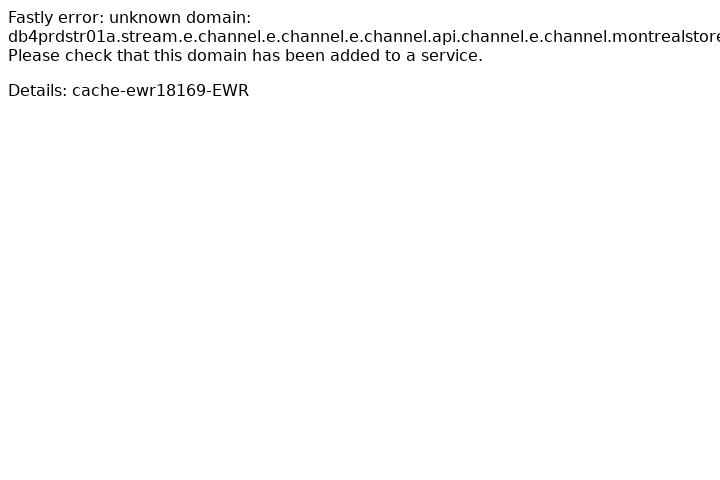 Fastly error: unknown domain:
db4prdstr01a.stream.e.channel.e.channel.e.channel.api.channel.e.channel.montrealstore
Please check that this domain has been added to a service.
Details: cache-ewr18169-EWR